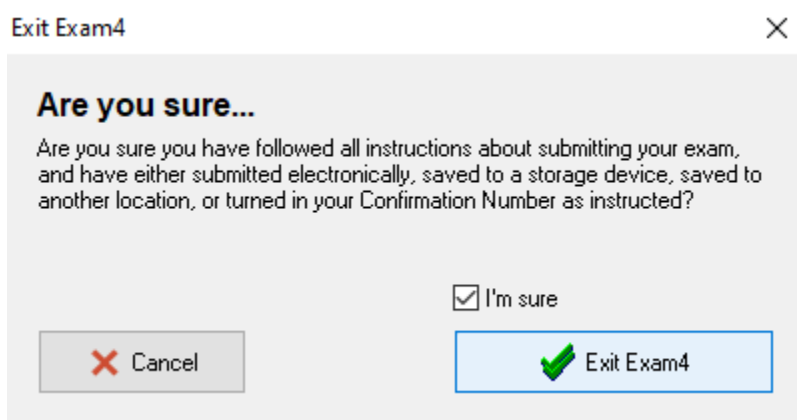 Exit Exam4
Are you sure...
Are you sure you have followed all instructions about submitting your exam,
and have either submitted electronically, saved to a storage device, saved to
another location, or turned in your Confirmation Number as instructed?
I'm sure
Cancel
Exit Exam4